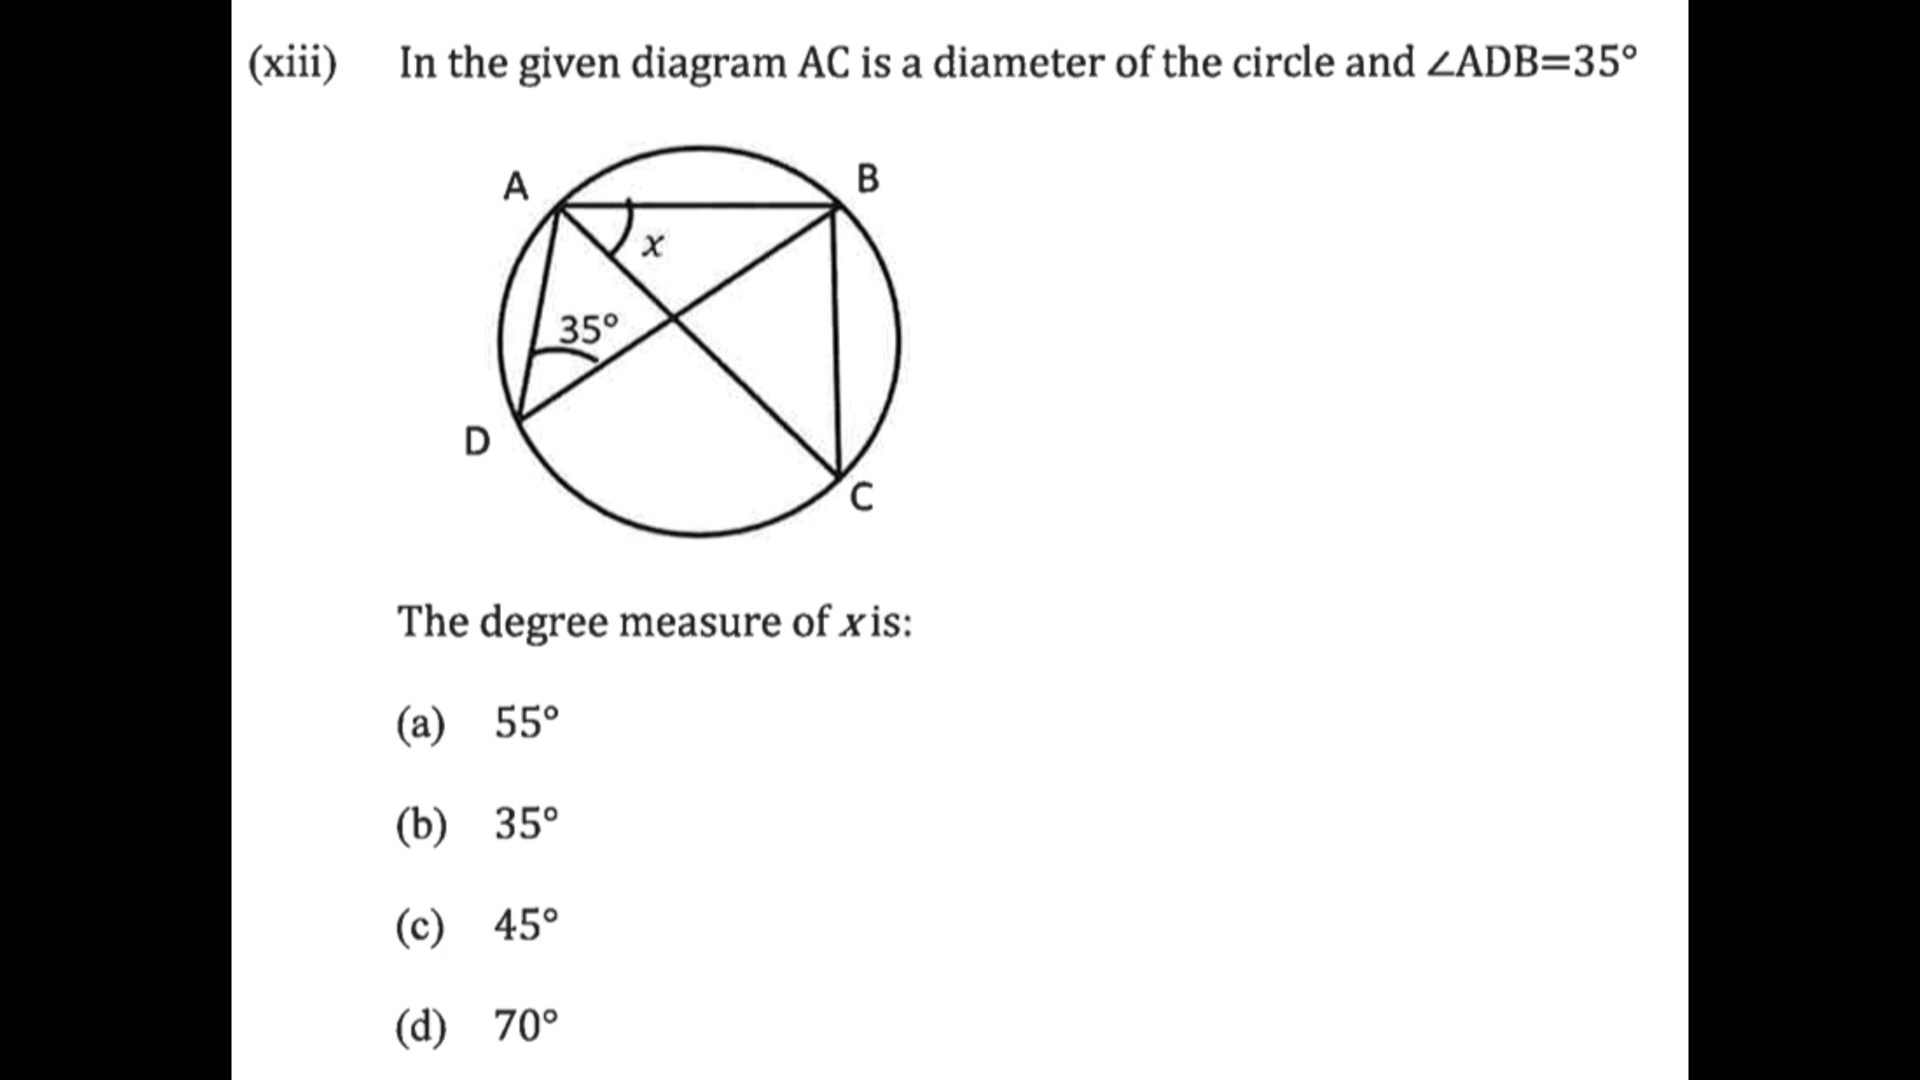 (xiii) In the given diagram AC is a diameter of the circle and ∠ADB=35°
A
B
x
35°
D
C
The degree measure of x is:
(a) 55°
(b) 35°
(c) 45°
(d) 70°